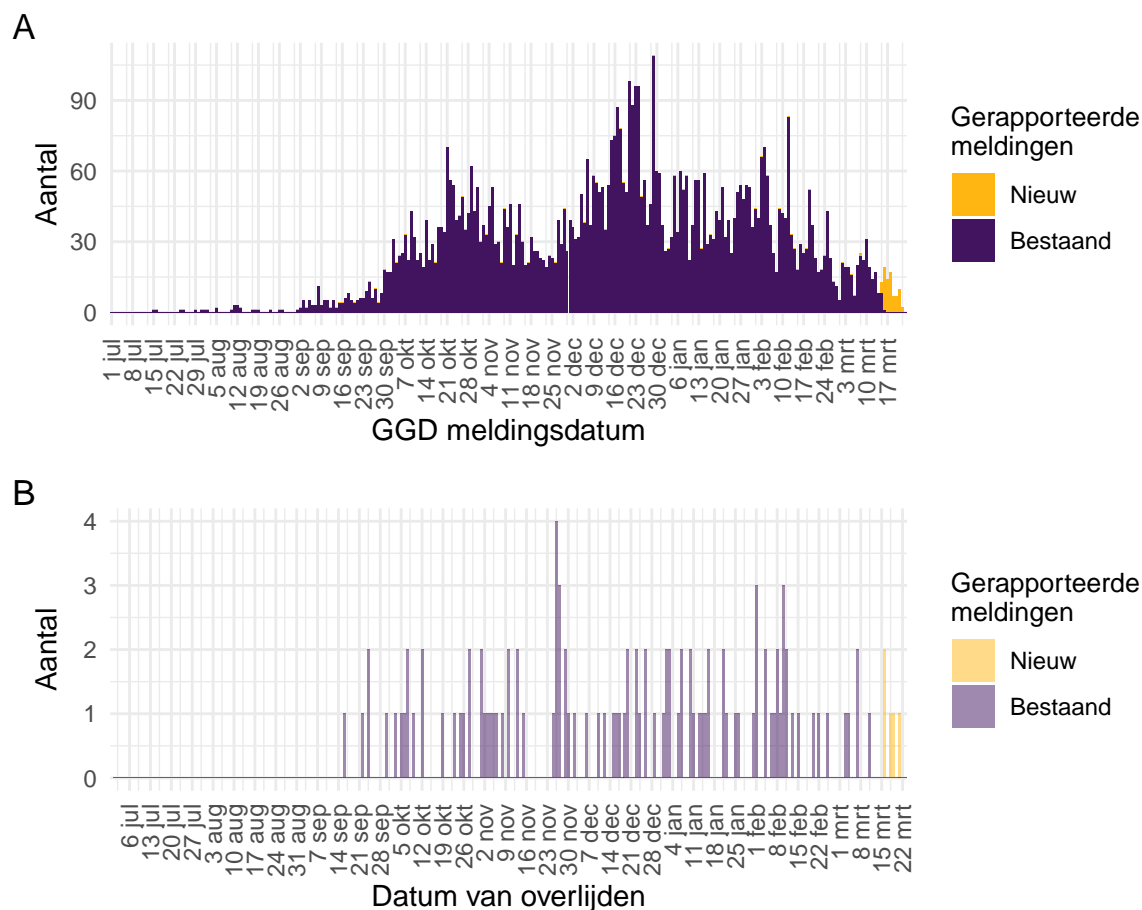 A
Aantal
90
60
30
0
1 jul
8 jul
15 jul
22 jul
29 jul
5 aug
12 aug
19 aug
26 aug
2 sep
9 sep
16 sep
23 sep
30 sep
7 okt
14 okt
21 okt
28 okt
4 nov
11 nov
18 nov
25 nov
2 dec
9 dec
16 dec
23 dec
30 dec
6 jan
13 jan
20 jan
27 jan
3 feb
10 feb
17 feb
24 feb
3 mrt
10 mrt
17 mrt
GGD meldingsdatum
Gerapporteerde
meldingen
Nieuw
Bestaand
B
Aantal
4
3
2
1
0
6 jul
13 jul
20 jul
27 jul
3 aug
10 aug
17 aug
24 aug
31 aug
7 sep
14 sep
21 sep
28 sep
5 okt
12 okt
19 okt
26 okt
2 nov
9 nov
16 nov
23 nov
30 nov
7 dec
14 dec
21 dec
28 dec
4 jan
11 jan
18 jan
25 jan
1 feb
8 feb
15 feb
22 feb
1 mrt
8 mrt
15 mrt
22 mrt
Datum van overlijden
Gerapporteerde
meldingen
Nieuw
Bestaand